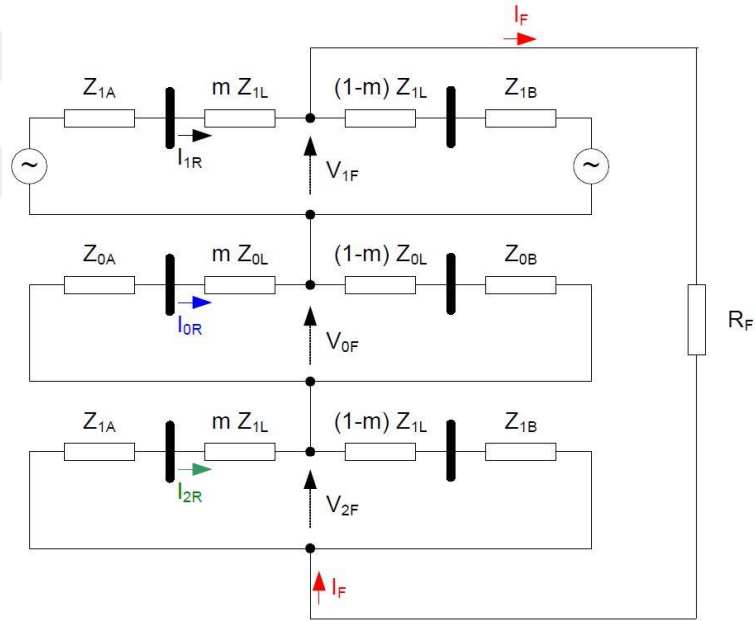 I_F
Z_1A m Z_1L (1-m) Z_1L Z_1B
~ I_1R V_1F ~
Z_0A m Z_0L (1-m) Z_0L Z_0B
I_0R V_0F R_F
Z_1A m Z_1L (1-m) Z_1L Z_1B
I_2R V_2F
I_F